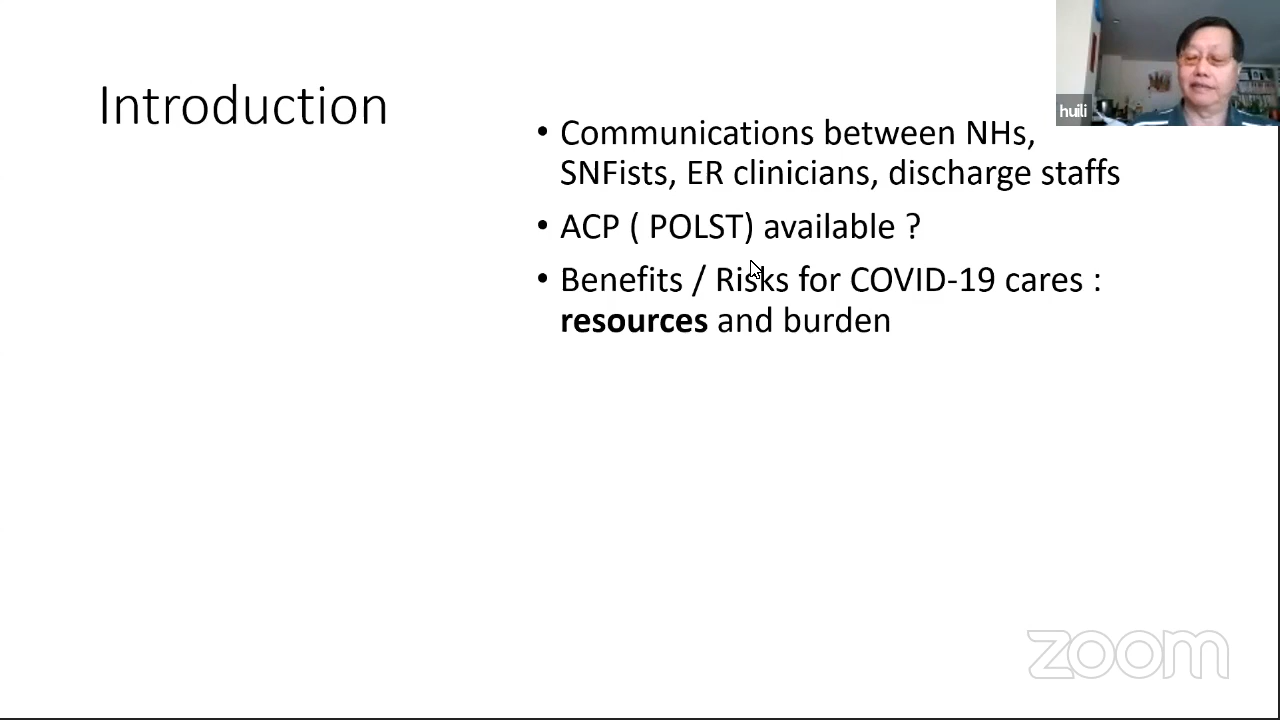 Introduction
• Communications between NHs,
SNFists, ER clinicians, discharge staffs
• ACP ( POLST) available ?
• Benefits / Risks for COVID-19 cares :
resources and burden
huili
zoom